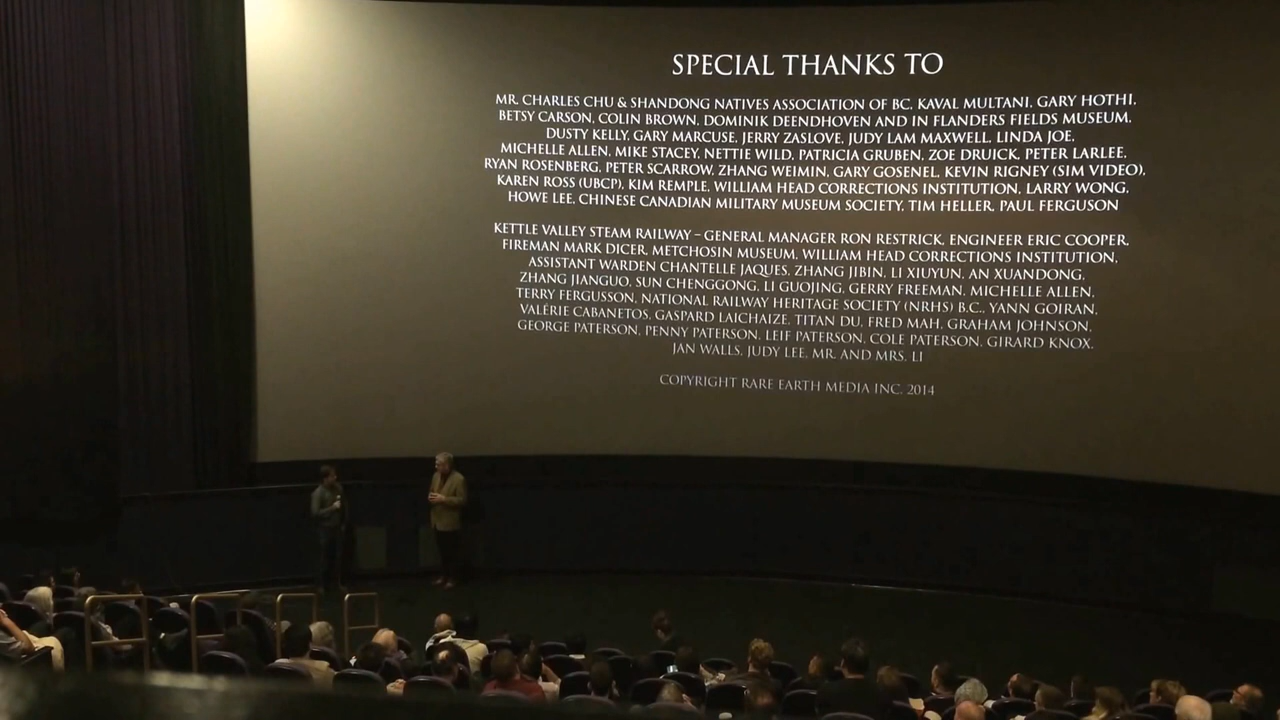 SPECIAL THANKS TO
MR. CHARLES CHU & SHANDONG NATIVES ASSOCIATION OF BC, KAVAL MULTANI, GARY HOTHI,
BETSY CARSON, COLIN BROWN, DOMINIK DEENDHOVEN AND IN FLANDERS FIELDS MUSEUM,
DUSTY KELLY, GARY MARCUSE, JERRY ZASLOVE, JUDY LAM MAXWELL, LINDA JOE,
MICHELLE ALLEN, MIKE STACEY, NETTIE WILD, PATRICIA GRUBEN, ZOE DRUICK, PETER LARLEE,
RYAN ROSENBERG, PETER SCARROW, ZHANG WEIMIN, GARY GOSENEL, KEVIN RIGNEY (SIM VIDEO),
KAREN ROSS (UBCP), KIM REMPLE, WILLIAM HEAD CORRECTIONS INSTITUTION, LARRY WONG,
HOWE LEE, CHINESE CANADIAN MILITARY MUSEUM SOCIETY, TIM HELLER, PAUL FERGUSON
KETTLE VALLEY STEAM RAILWAY – GENERAL MANAGER RON RESTRICK, ENGINEER ERIC COOPER,
FIREMAN MARK DICER, METCHOSIN MUSEUM, WILLIAM HEAD CORRECTIONS INSTITUTION,
ASSISTANT WARDEN CHANTELLE JAQUES, ZHANG JIBIN, LI XIUYUN, AN XUANDONG,
ZHANG JIANGUO, SUN CHENGGONG, LI GUOJING, GERRY FREEMAN, MICHELLE ALLEN,
TERRY FERGUSSON, NATIONAL RAILWAY HERITAGE SOCIETY (NRHS) B.C., YANN GOIRAN,
VALÉRIE CABANETOS, GASPARD LAICHAIZE, TITAN DU, FRED MAH, GRAHAM JOHNSON,
GEORGE PATERSON, PENNY PATERSON, LEIF PATERSON, COLE PATERSON, GIRARD KNOX,
JAN WALLS, JUDY LEE, MR. AND MRS. LI
COPYRIGHT RARE EARTH MEDIA INC. 2014